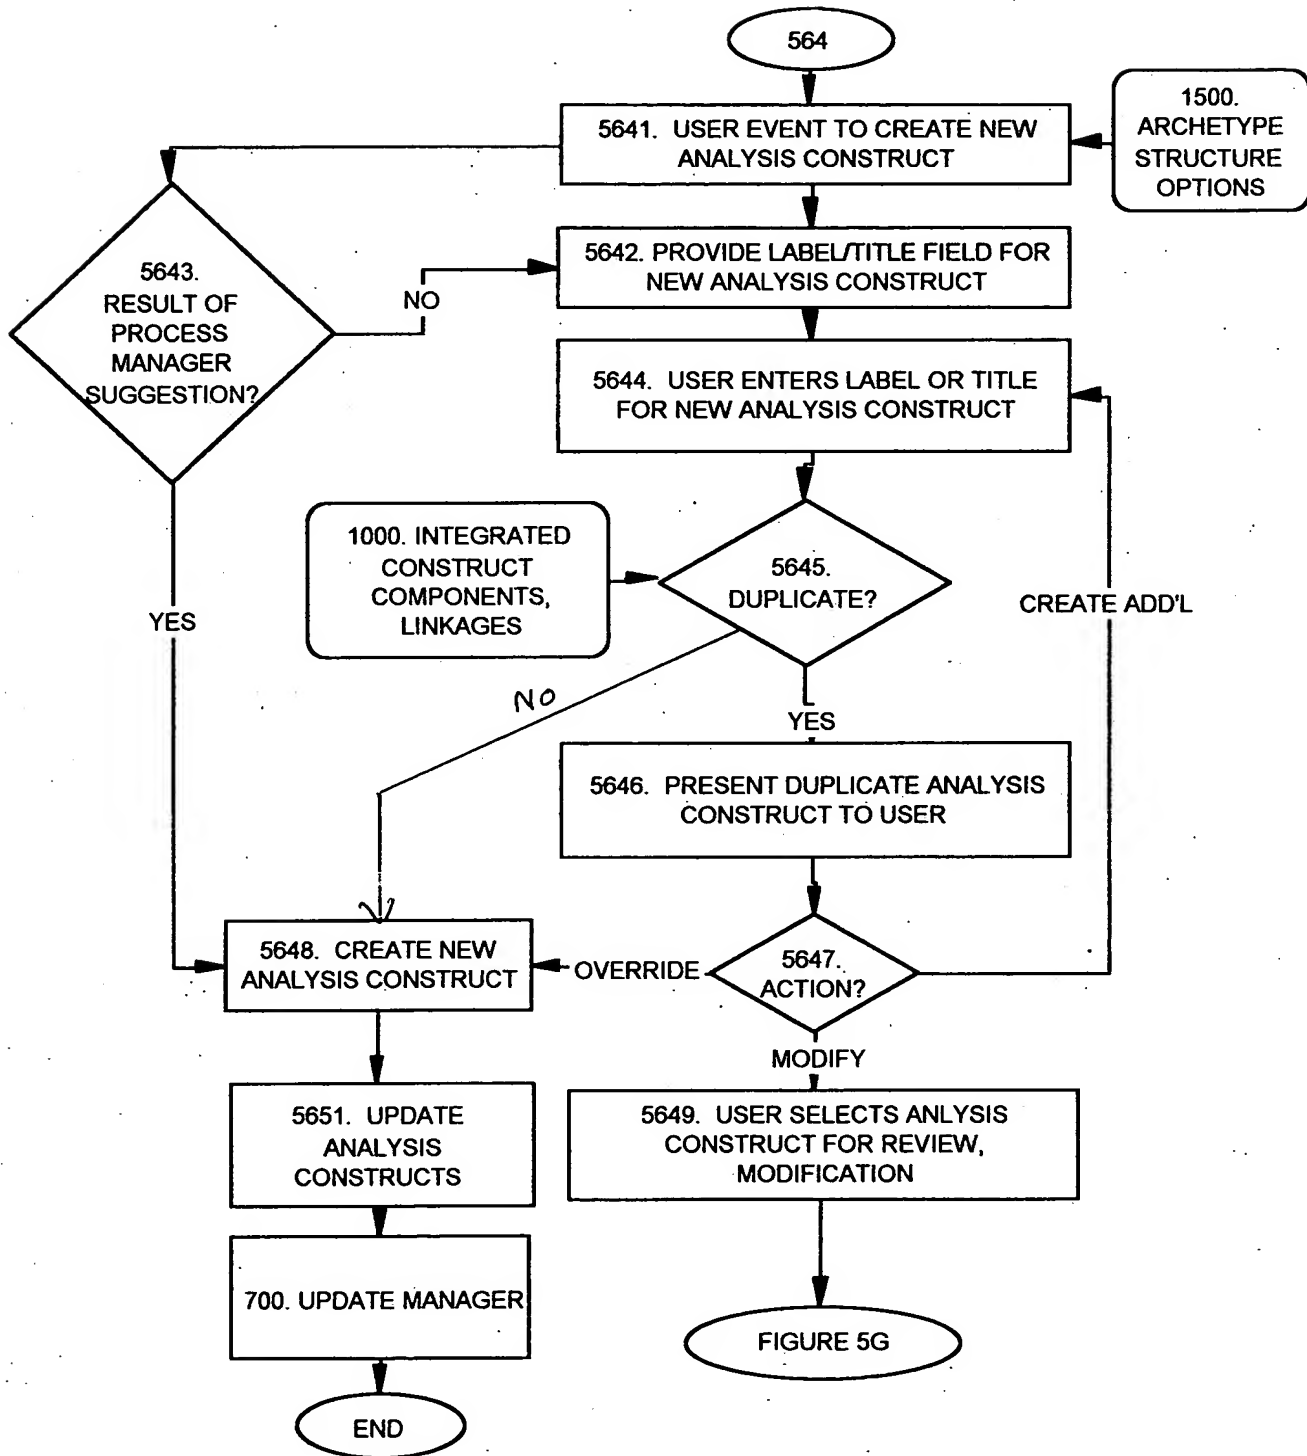 564
5641. USER EVENT TO CREATE NEW
ANALYSIS CONSTRUCT
1500.
ARCHETYPE
STRUCTURE
OPTIONS
5643.
RESULT OF
PROCESS
MANAGER
SUGGESTION?
NO
5642. PROVIDE LABEL/TITLE FIELD FOR
NEW ANALYSIS CONSTRUCT
5644. USER ENTERS LABEL OR TITLE
FOR NEW ANALYSIS CONSTRUCT
1000. INTEGRATED
CONSTRUCT
COMPONENTS,
LINKAGES
5645.
DUPLICATE?
CREATE ADD'L
YES
NO
YES
5646. PRESENT DUPLICATE ANALYSIS
CONSTRUCT TO USER
5648. CREATE NEW
ANALYSIS CONSTRUCT
OVERRIDE
5647.
ACTION?
MODIFY
5651. UPDATE
ANALYSIS
CONSTRUCTS
5649. USER SELECTS ANLYSIS
CONSTRUCT FOR REVIEW,
MODIFICATION
700. UPDATE MANAGER
FIGURE 5G
END